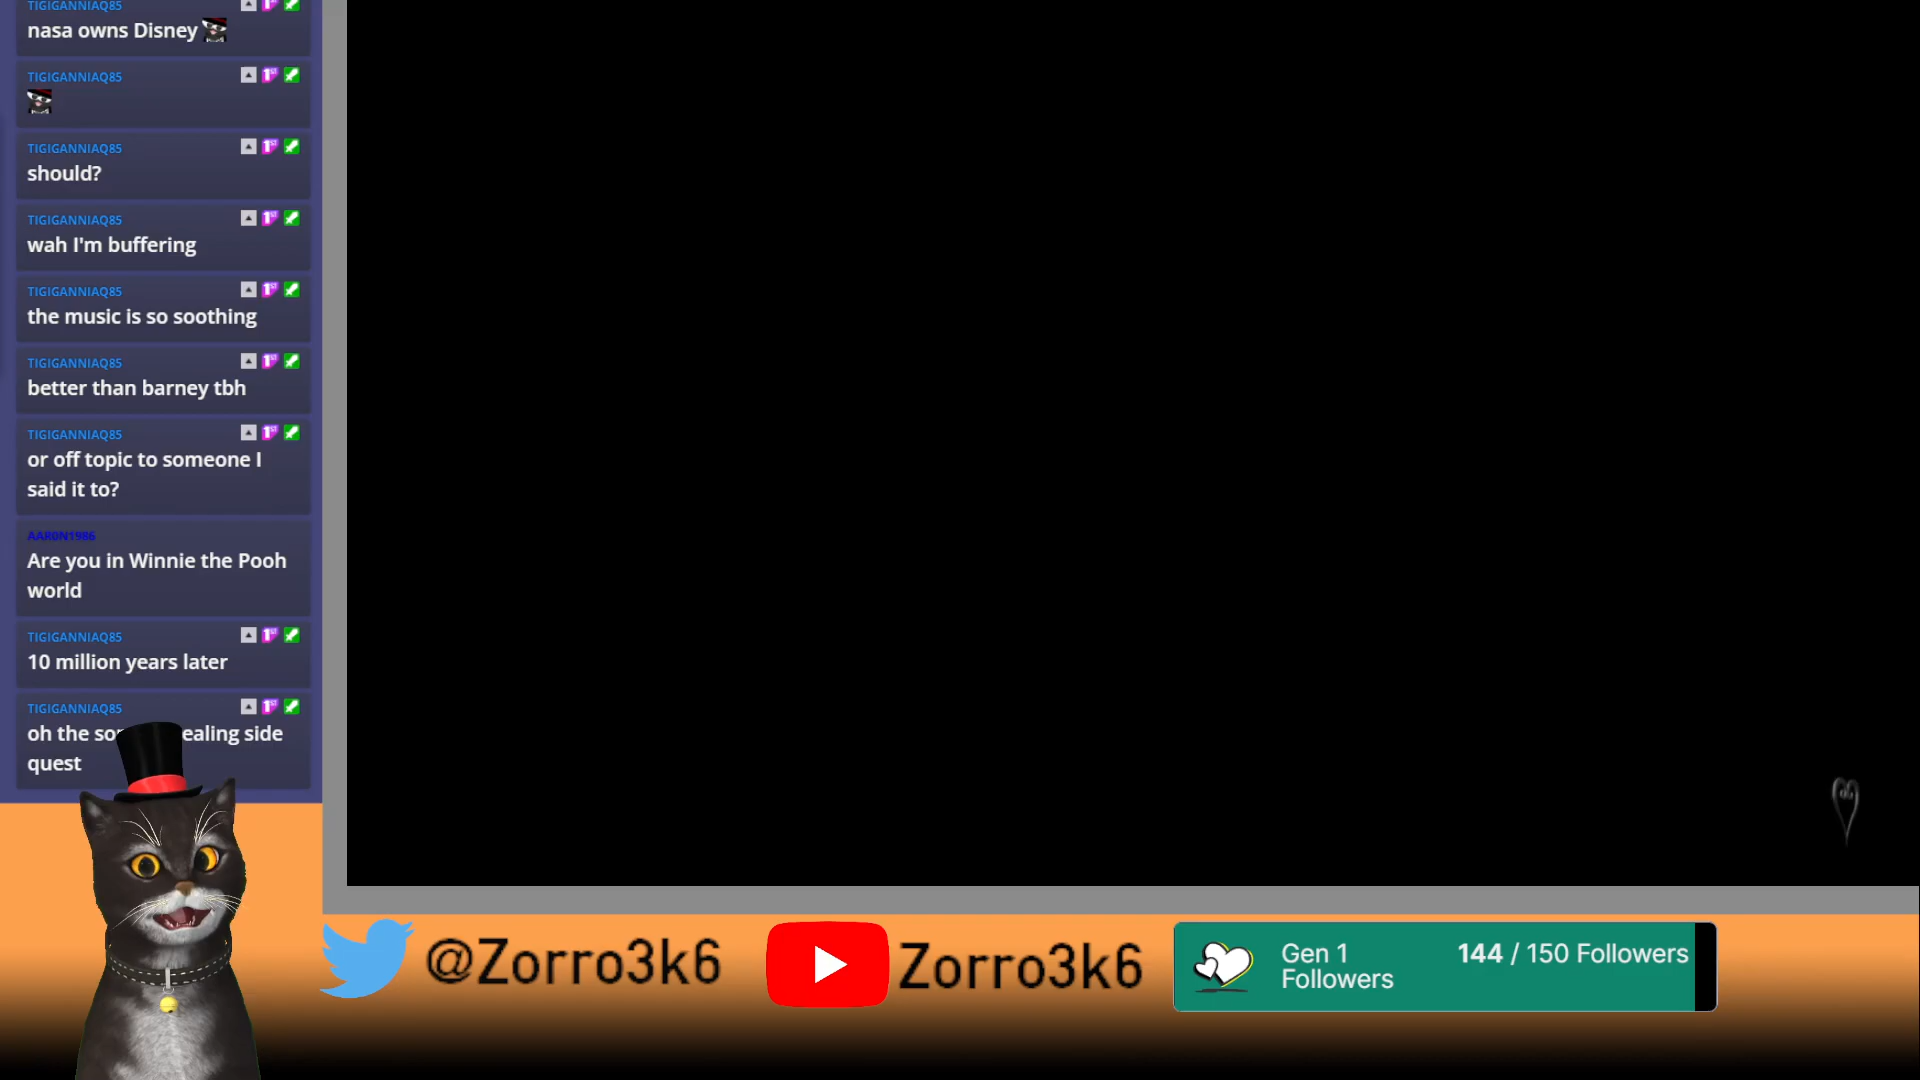 TIGIGANNIAQ85
nasa owns Disney
TIGIGANNIAQ85
TIGIGANNIAQ85
should?
TIGIGANNIAQ85
wah I'm buffering
TIGIGANNIAQ85
the music is so soothing
TIGIGANNIAQ85
better than barney tbh
TIGIGANNIAQ85
or off topic to someone I
said it to?
AARON1986
Are you in Winnie the Pooh
world
TIGIGANNIAQ85
10 million years later
TIGIGANNIAQ85
oh the side
quest
@Zorro3k6
Zorro3k6
Gen 1
Followers
144 / 150 Followers